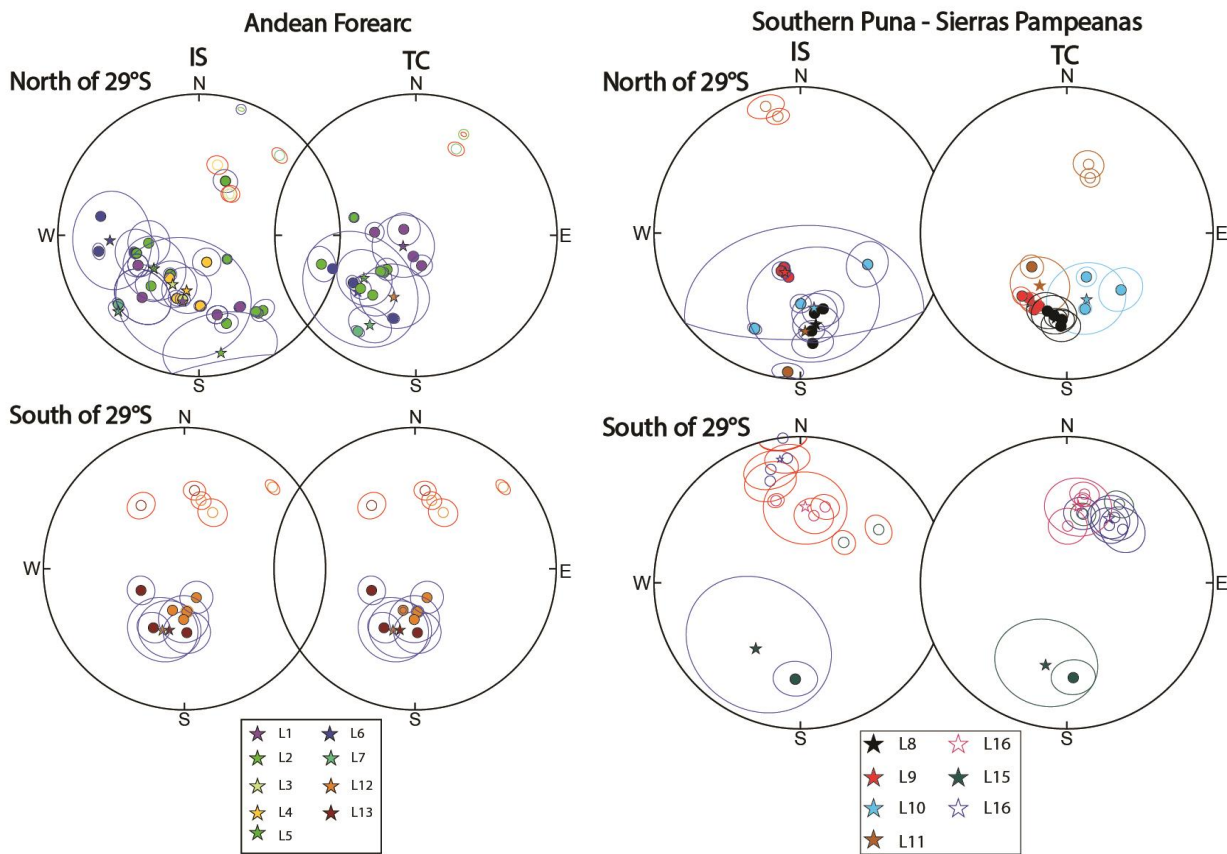 Andean Forearc
Southern Puna - Sierras Pampeanas
IS
TC
IS
TC
North of 29°S
N
N
North of 29°S
N
N
W
E
W
E
S
S
S
S
South of 29°S
N
N
South of 29°S
N
N
W
E
W
E
S
S
S
S
L1
L6
L2
L7
L3
L12
L4
L13
L5
L8
L16
L9
L15
L10
L16
L11